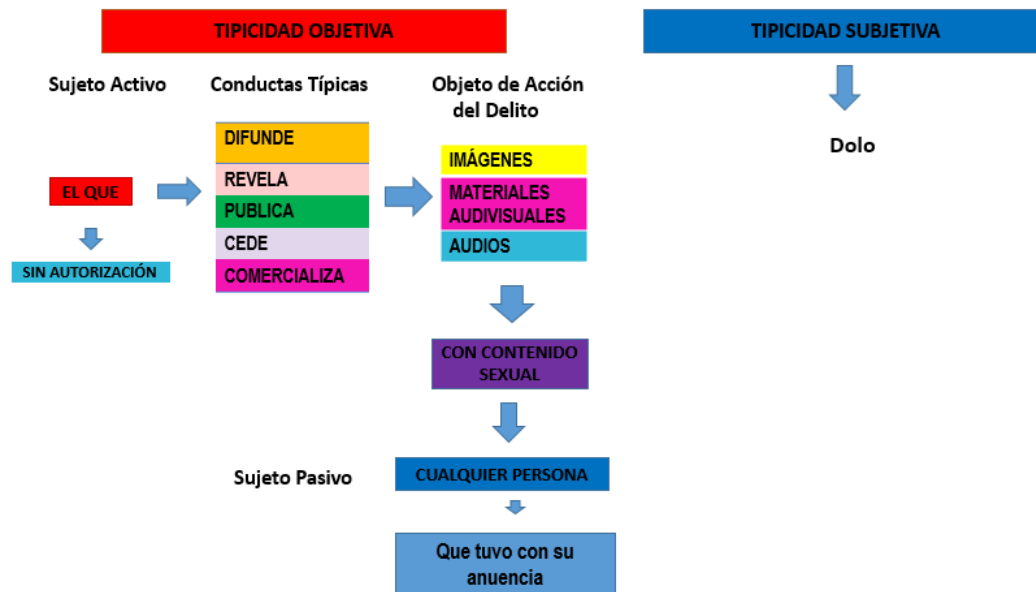 TIPICIDAD OBJETIVA
TIPICIDAD SUBJETIVA
Sujeto Activo
Conductas Típicas
Objeto de Acción
del Delito
Dolo
EL QUE
SIN AUTORIZACIÓN
DIFUNDE
REVELA
PUBLICA
CEDE
COMERCIALIZA
IMÁGENES
MATERIALES
AUDIVISUALES
AUDIOS
CON CONTENIDO
SEXUAL
Sujeto Pasivo
CUALQUIER PERSONA
Que tuvo con su
anuencia